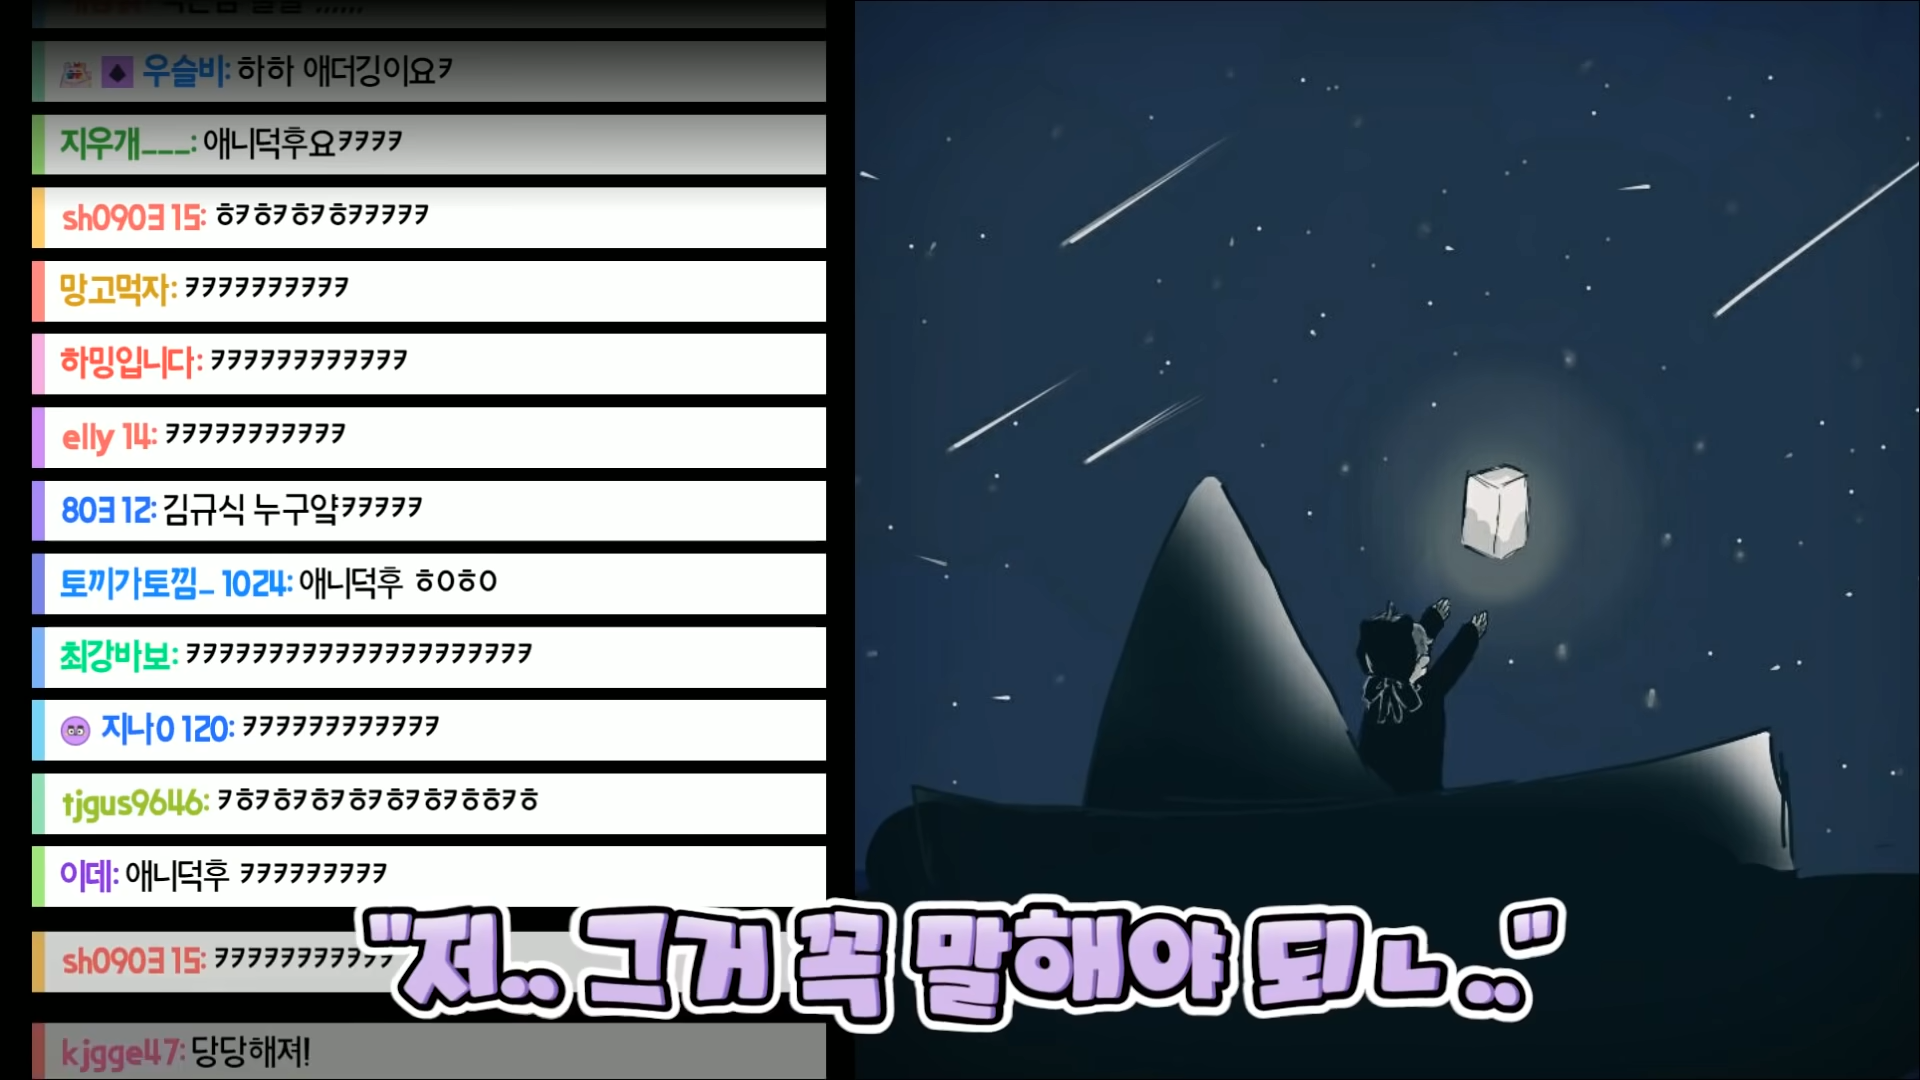 우슬비: 하하 애더깅이요ㅋ
지우개___: 애니덕후요ㅋㅋㅋㅋ
sh090315: ㅎㅋㅎㅋㅎㅋㅎㅋㅋㅋㅋㅋ
망고먹자: ㅋㅋㅋㅋㅋㅋㅋㅋㅋㅋ
하밍입니다: ㅋㅋㅋㅋㅋㅋㅋㅋㅋㅋㅋㅋ
elly 14: ㅋㅋㅋㅋㅋㅋㅋㅋㅋㅋㅋ
80312: 김규식 누구얔ㅋㅋㅋㅋㅋ
토끼가토낌_1024: 애니덕후 ㅎㅇㅎㅇ
최강바보: ㅋㅋㅋㅋㅋㅋㅋㅋㅋㅋㅋㅋㅋㅋㅋㅋㅋㅋㅋㅋㅋ
지나0120: ㅋㅋㅋㅋㅋㅋㅋㅋㅋㅋㅋㅋ
tjgus9646: ㅋㅎㅋㅎㅋㅎㅋㅎㅋㅎㅋㅎㅋㅎㅎㅋㅎ
이데: 애니덕후 ㅋㅋㅋㅋㅋㅋㅋㅋㅋ
sh090315: ㅋㅋㅋㅋㅋㅋㅋㅋㅋㅋㅋ
"저.. 그거 꼭 말해야 되ㄴ.."
kjgge47: 당당해져!